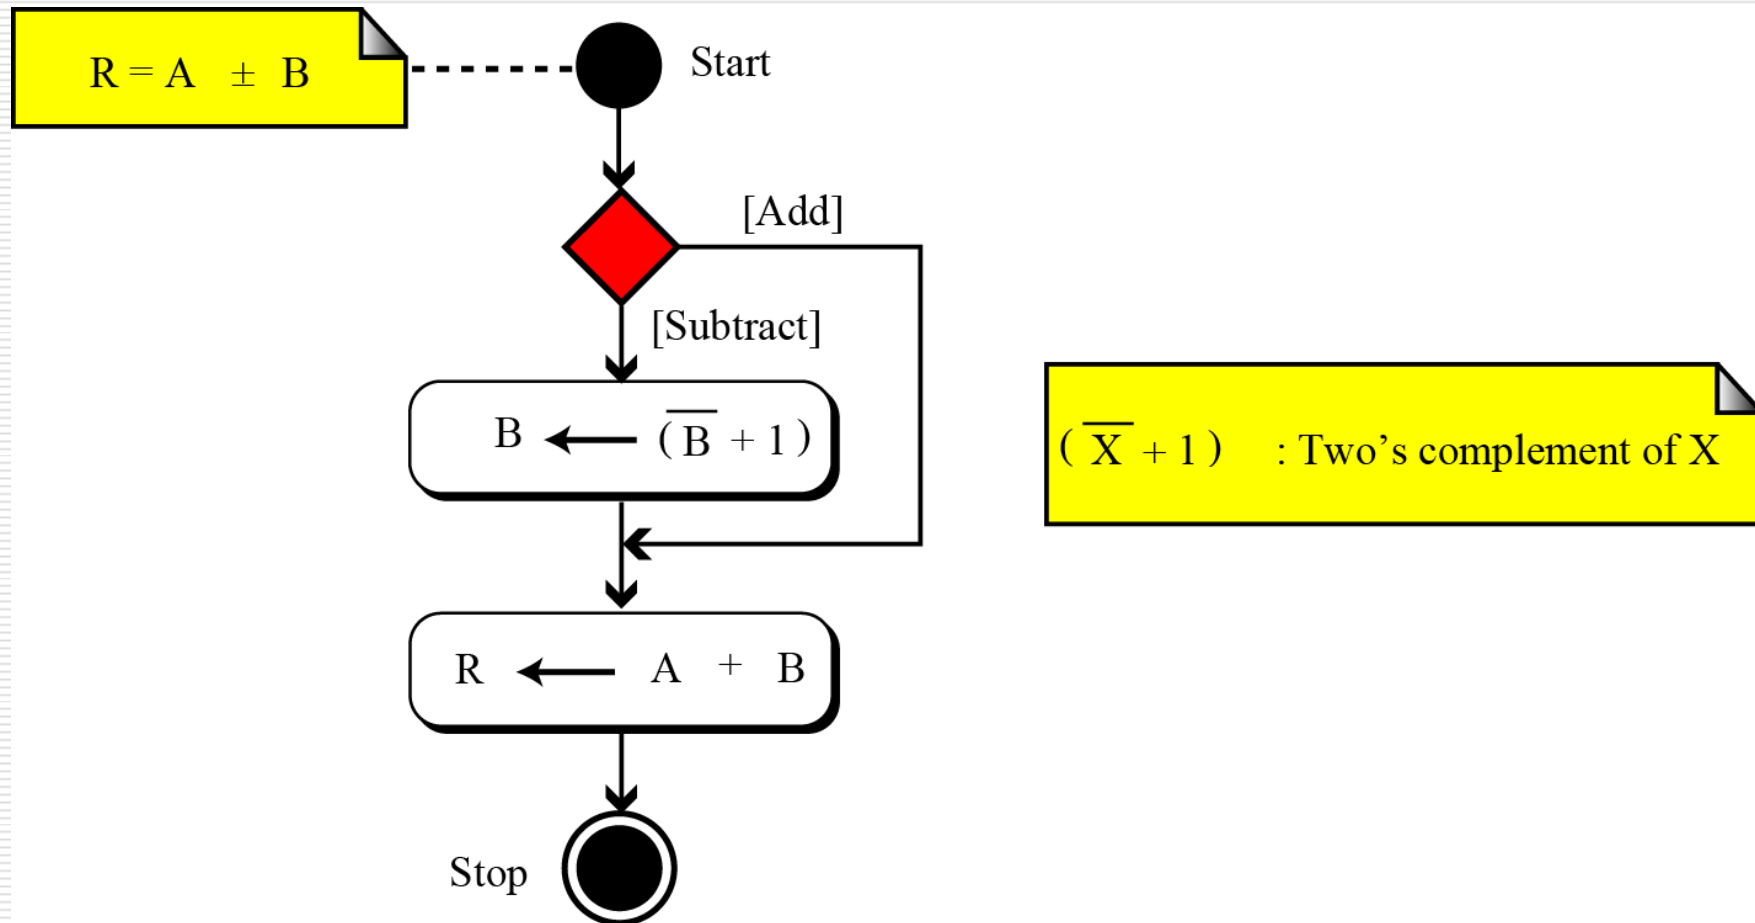 R = A ± B
Start
[Add]
[Subtract]
B ← (B̅ + 1)
(X̅ + 1) : Two’s complement of X
R ← A + B
Stop